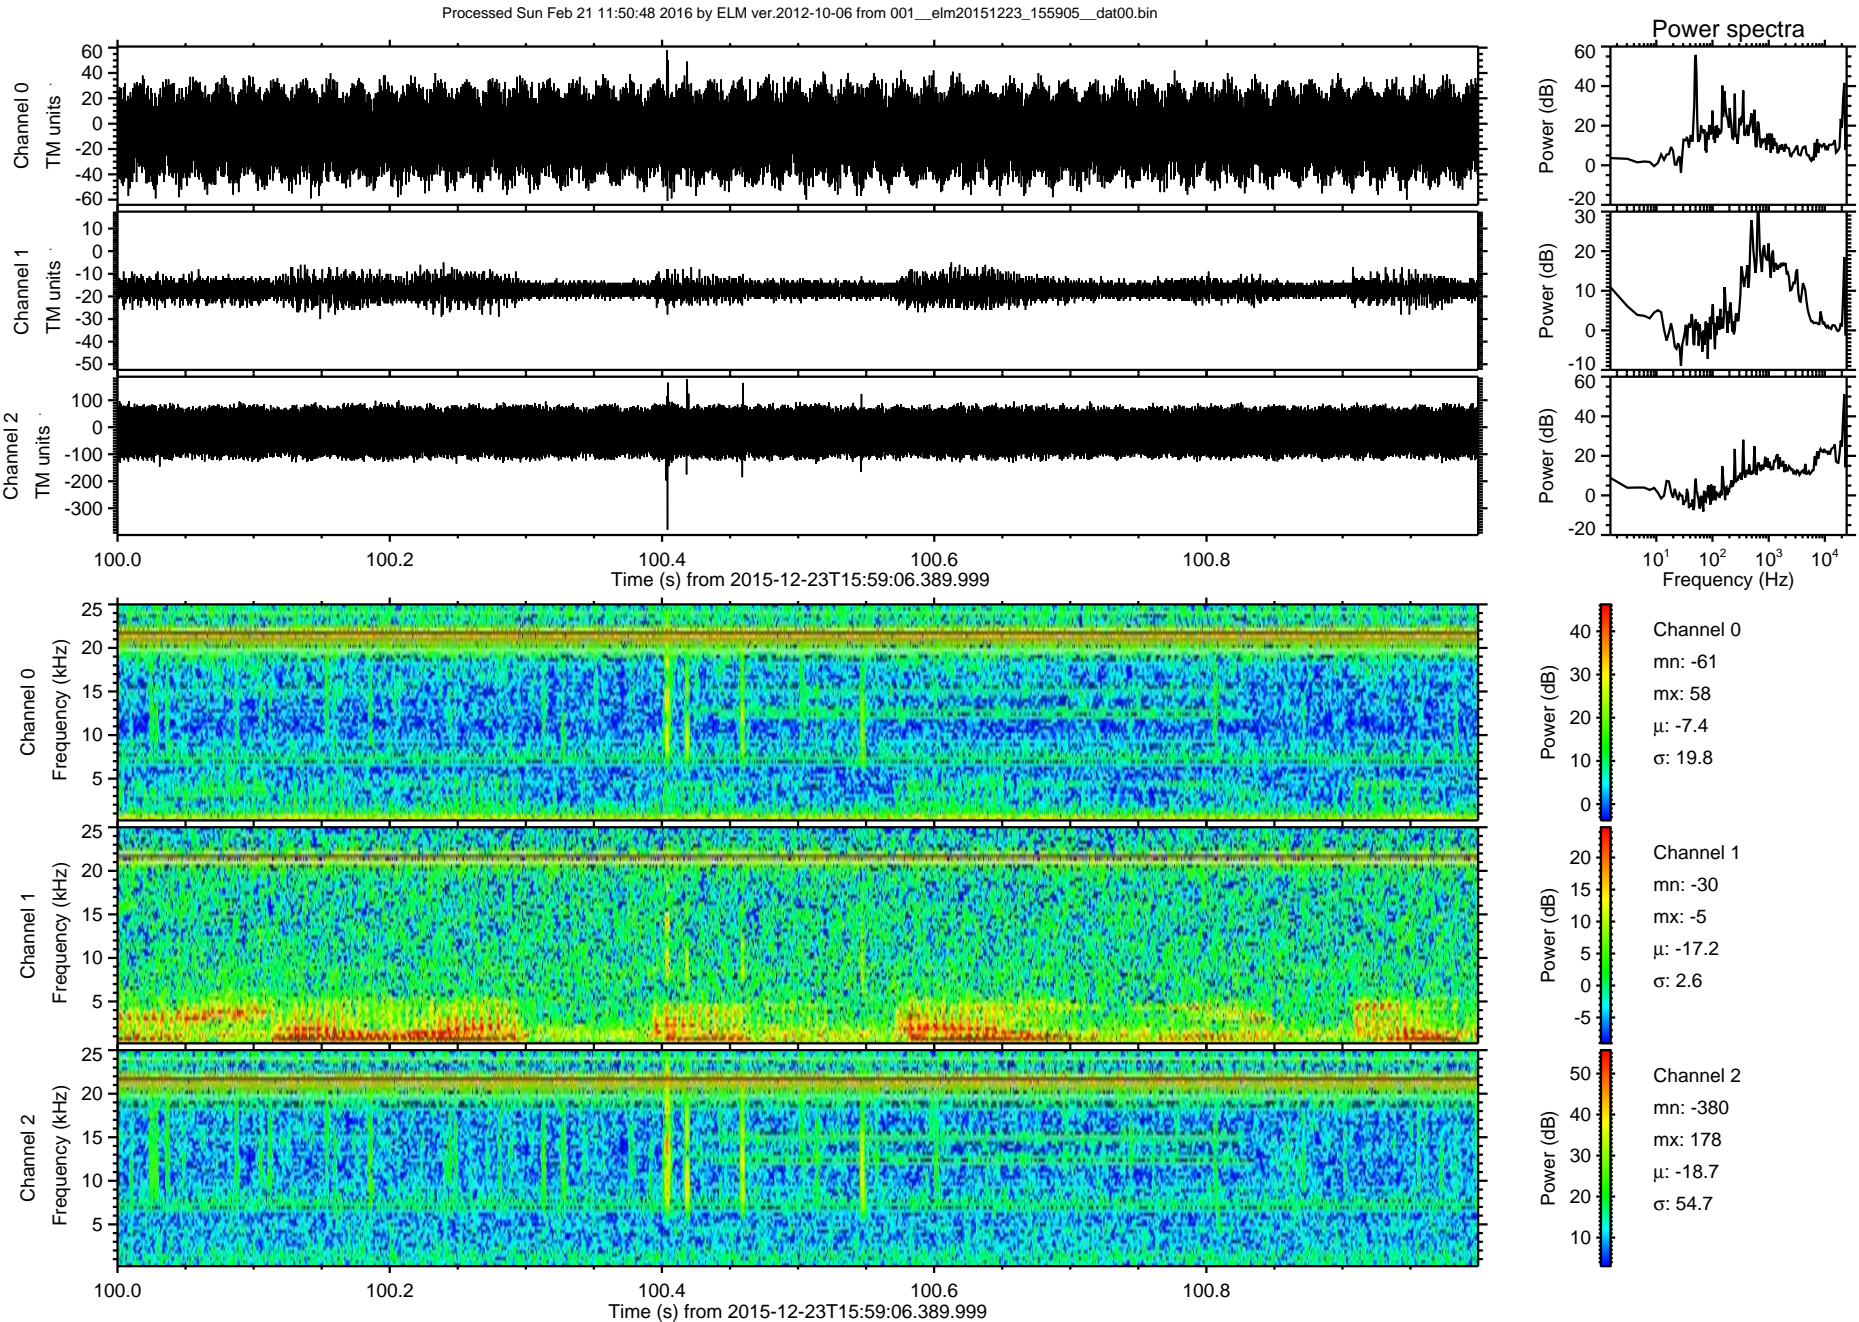 Processed Sun Feb 21 11:50:48 2016 by ELM ver.2012-10-06 from 001__elm20151223_155905__dat00.bin
Power spectra
Channel 0
TM units
60
40
20
0
-20
-40
-60
Power (dB)
60
40
20
0
-20
Channel 1
TM units
10
0
-10
-20
-30
-40
-50
Power (dB)
30
20
10
0
-10
Channel 2
TM units
100
0
-100
-200
-300
Power (dB)
60
40
20
0
-20
100.0 100.2 100.4 100.6 100.8
Time (s) from 2015-12-23T15:59:06.389.999
10^1 10^2 10^3 10^4
Frequency (Hz)
Channel 0
Frequency (kHz)
25
20
15
10
5
Power (dB)
40
30
20
10
0
Channel 0
mn: -61
mx: 58
µ: -7.4
σ: 19.8
Channel 1
Frequency (kHz)
25
20
15
10
5
Power (dB)
20
15
10
5
0
-5
Channel 1
mn: -30
mx: -5
µ: -17.2
σ: 2.6
Channel 2
Frequency (kHz)
25
20
15
10
5
Power (dB)
50
40
30
20
10
Channel 2
mn: -380
mx: 178
µ: -18.7
σ: 54.7
100.0 100.2 100.4 100.6 100.8
Time (s) from 2015-12-23T15:59:06.389.999